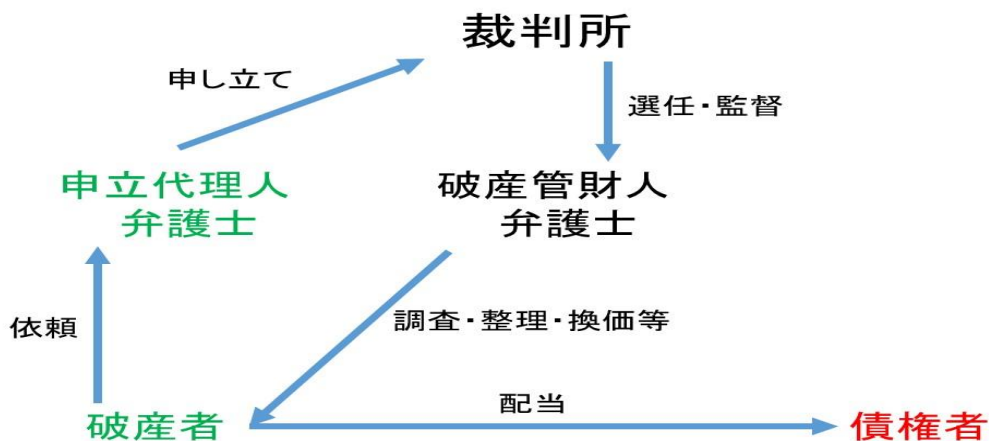 裁判所
申し立て
選任・監督
申立代理人
弁護士
破産管財人
弁護士
依頼
調査・整理・換価等
配当
破産者
債権者